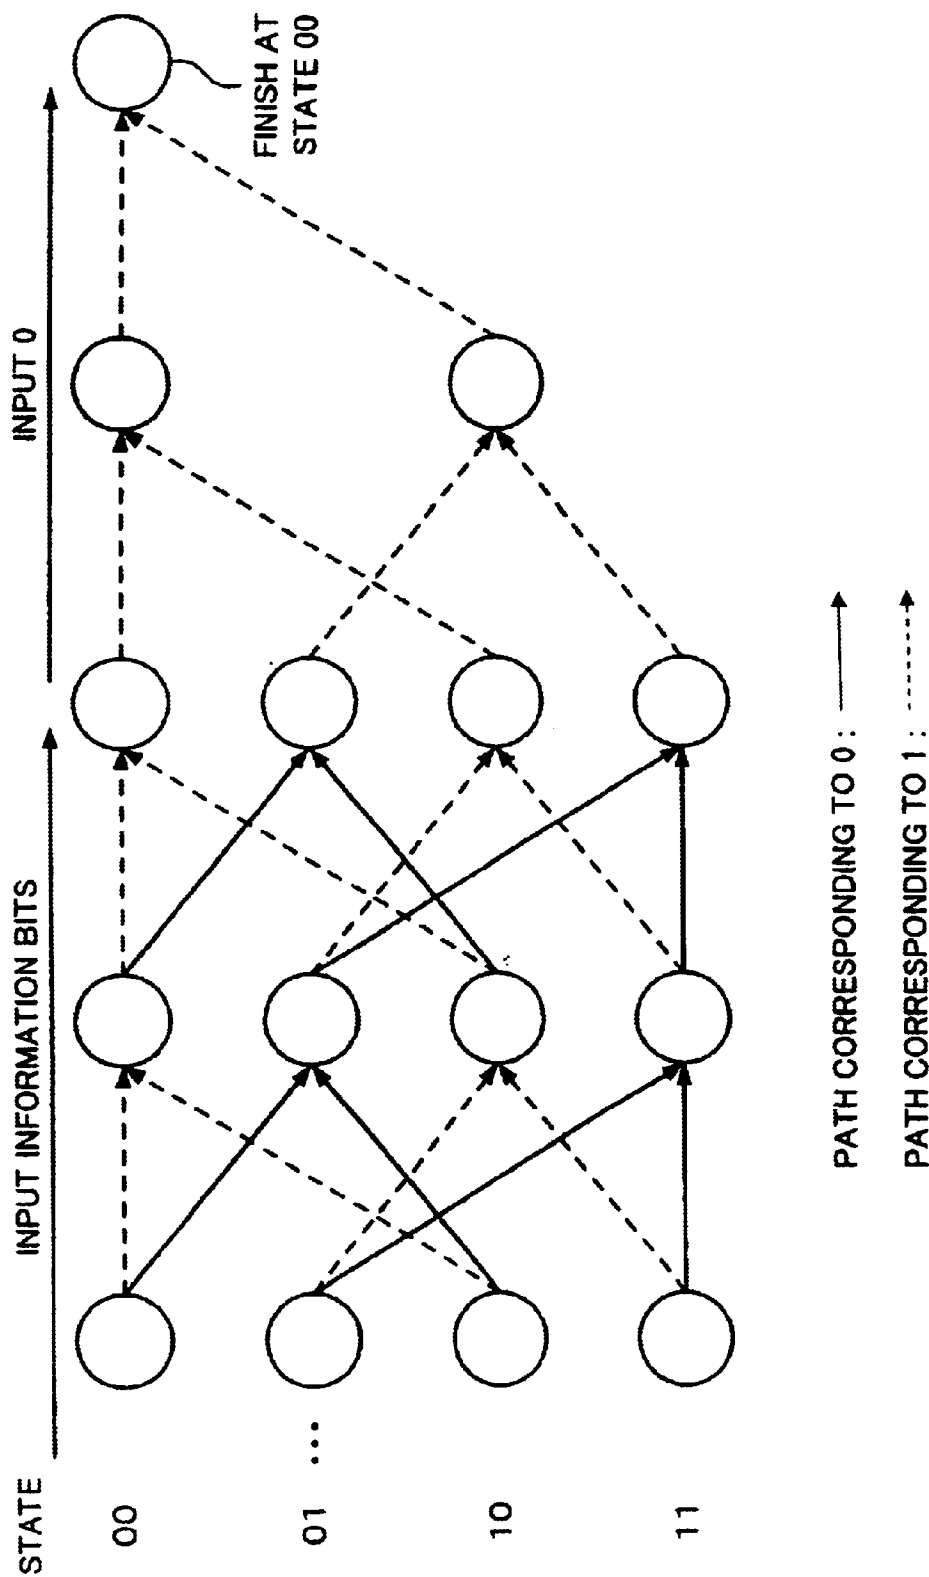 INPUT INFORMATION BITS
INPUT 0
STATE
00
01
...
10
11
FINISH AT
STATE 00
PATH CORRESPONDING TO 0 :
PATH CORRESPONDING TO 1 :